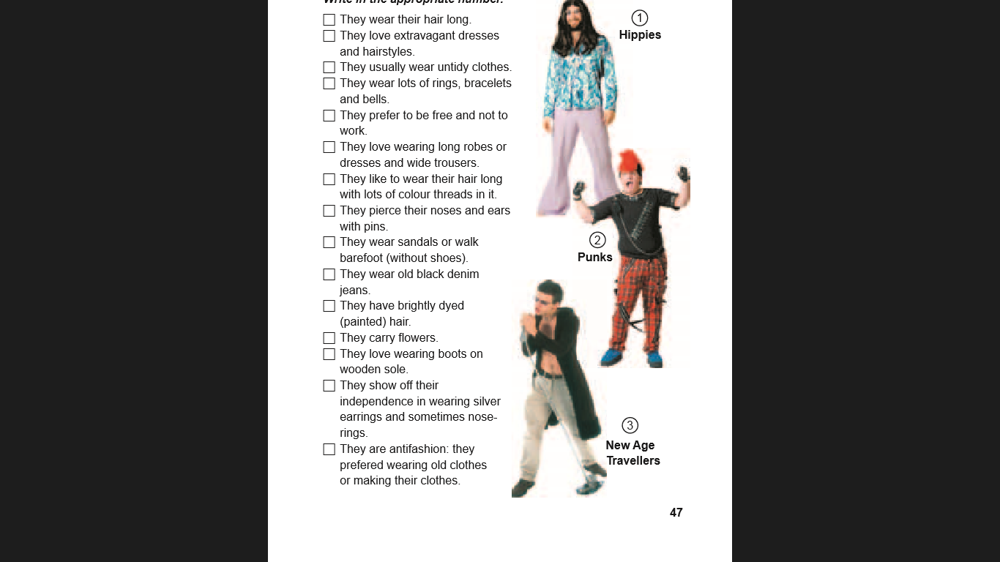 Write in the appropriate number.
They wear their hair long.
They love extravagant dresses
and hairstyles.
They usually wear untidy clothes.
They wear lots of rings, bracelets
and bells.
They prefer to be free and not to
work.
They love wearing long robes or
dresses and wide trousers.
They like to wear their hair long
with lots of colour threads in it.
They pierce their noses and ears
with pins.
They wear sandals or walk
barefoot (without shoes).
They wear old black denim
jeans.
They have brightly dyed
(painted) hair.
They carry flowers.
They love wearing boots on
wooden sole.
They show off their
independence in wearing silver
earrings and sometimes nose-
rings.
They are antifashion: they
prefered wearing old clothes
or making their clothes.
1
Hippies
2
Punks
3
New Age
Travellers
47